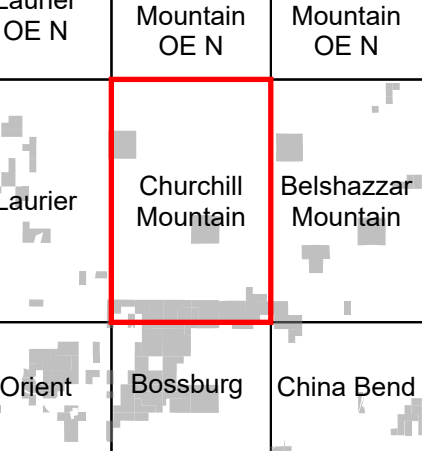 Laurier
OE N
Mountain
OE N
Mountain
OE N
Laurier
Churchill
Mountain
Belshazzar
Mountain
Orient
Bossburg
China Bend